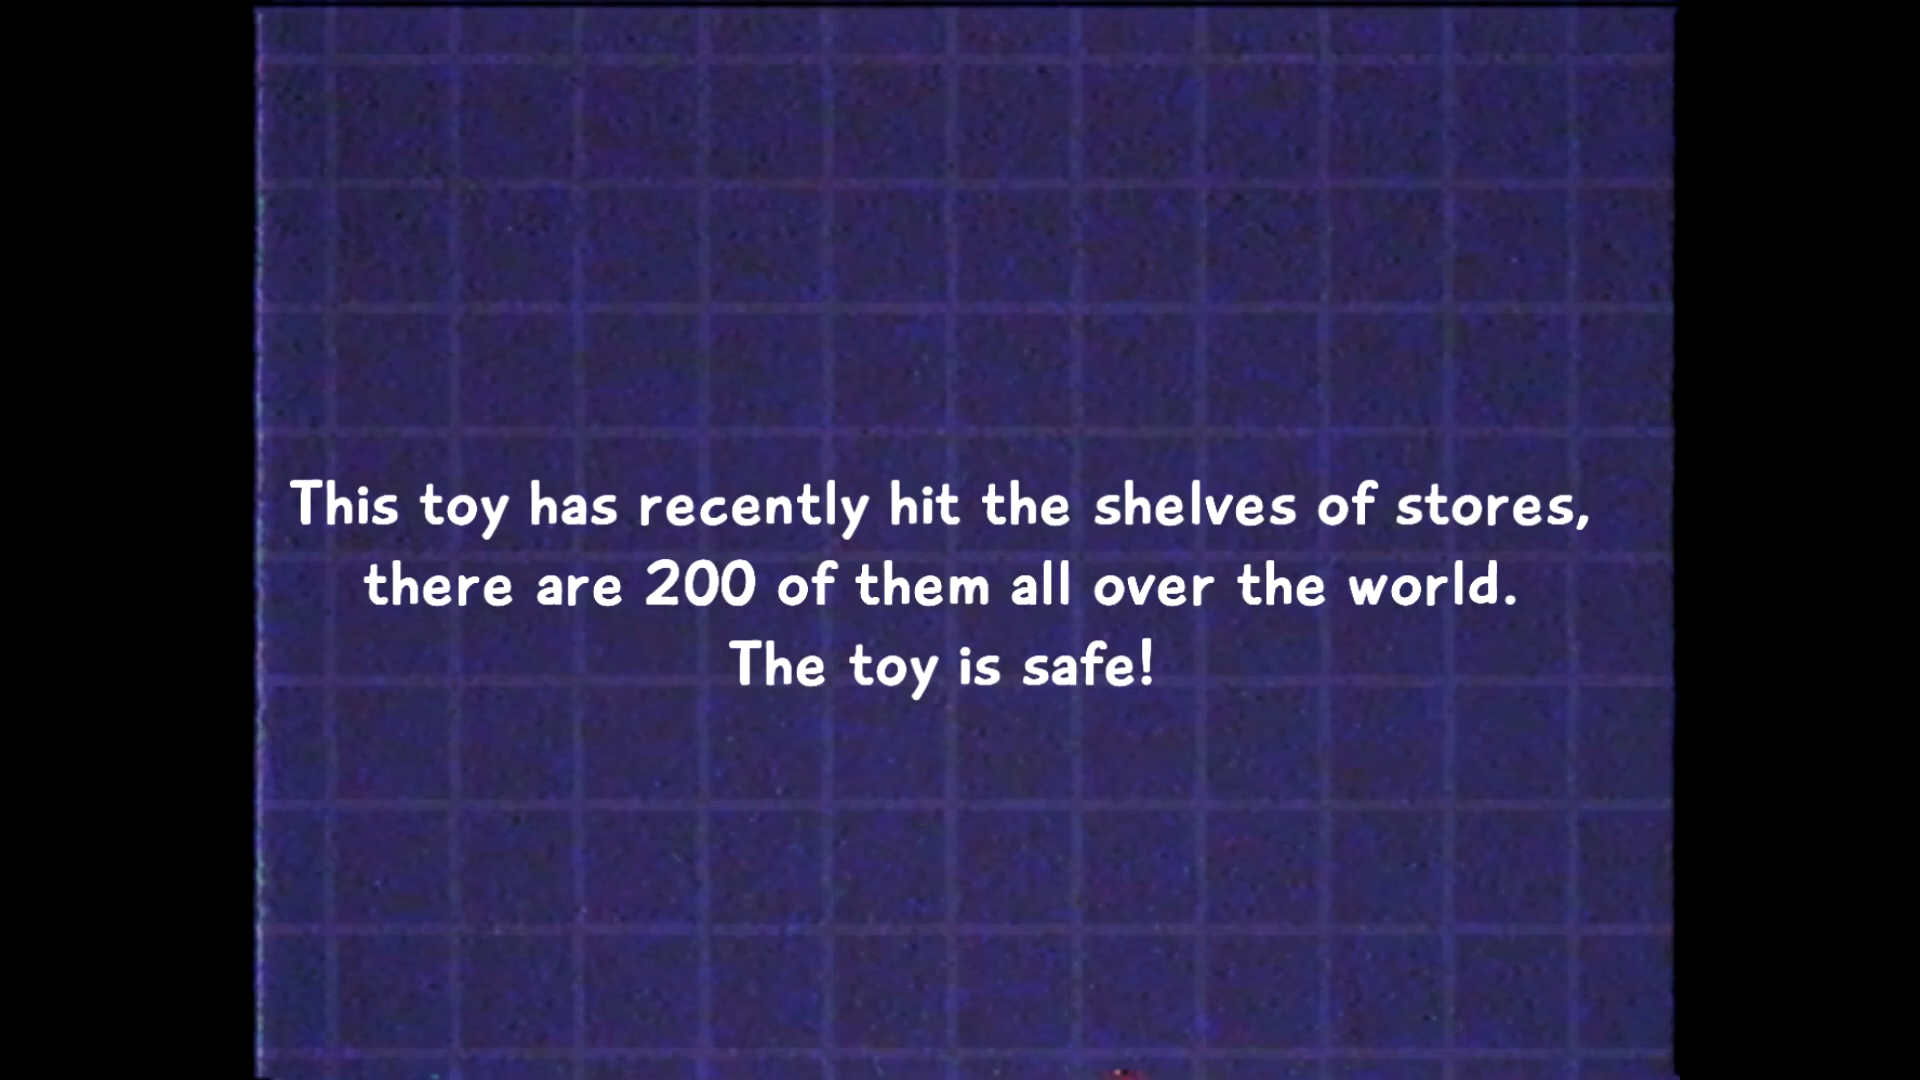 This toy has recently hit the shelves of stores,
there are 200 of them all over the world.
The toy is safe!